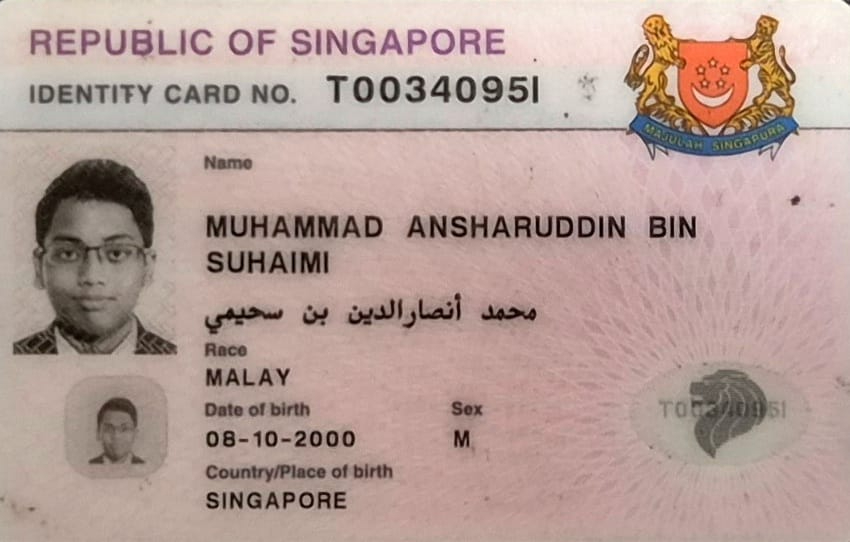 REPUBLIC OF SINGAPORE
IDENTITY CARD NO. T0034095I
MAJULAH SINGAPURA
Name
MUHAMMAD ANSHARUDDIN BIN
SUHAIMI
محمد أنصارالدين بن سحيمي
Race
MALAY
Date of birth Sex
08-10-2000 M
Country/Place of birth
SINGAPORE
T0034095I